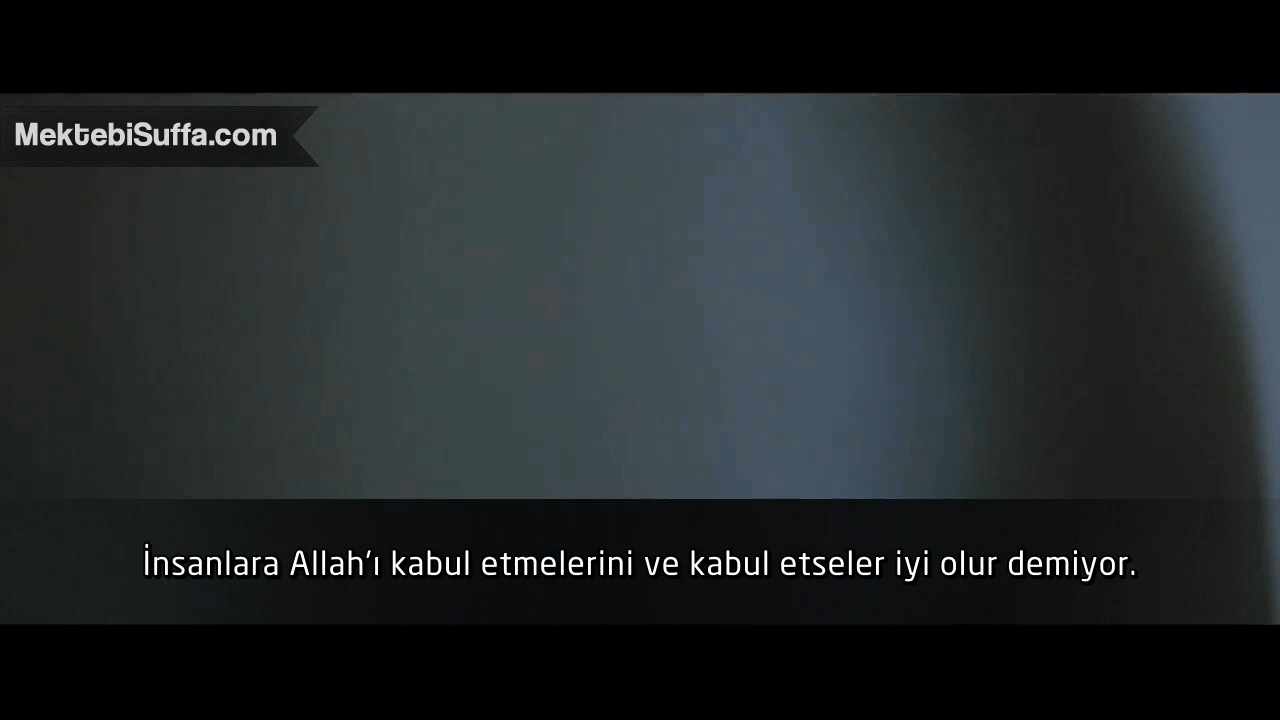 MektebiSuffa.com
İnsanlara Allah'ı kabul etmelerini ve kabul etseler iyi olur demiyor.